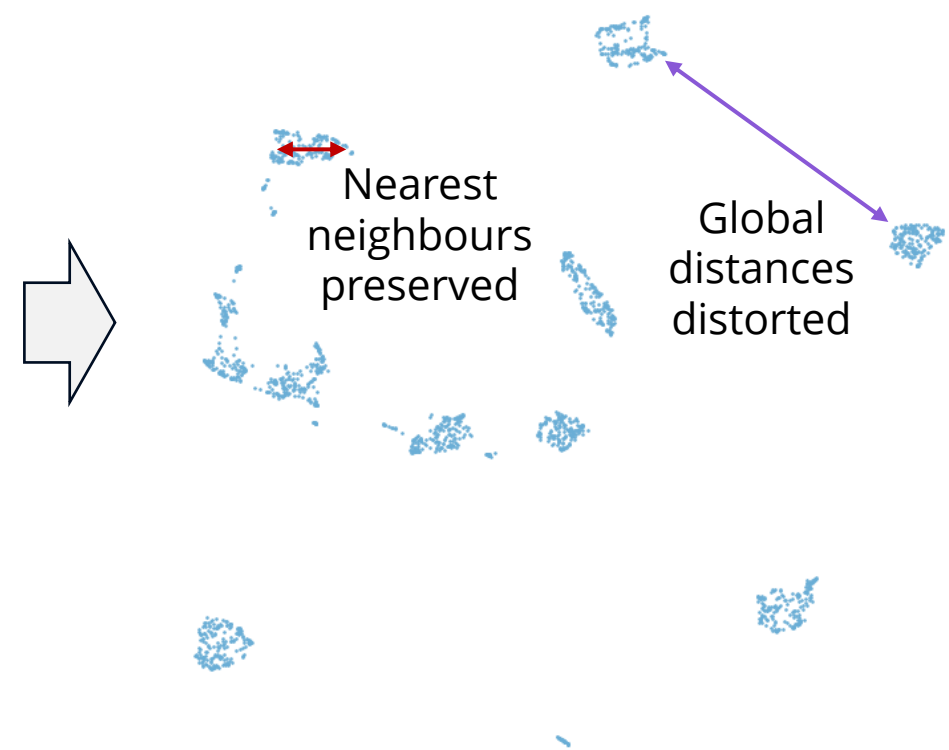 Nearest
neighbours
preserved
Global
distances
distorted